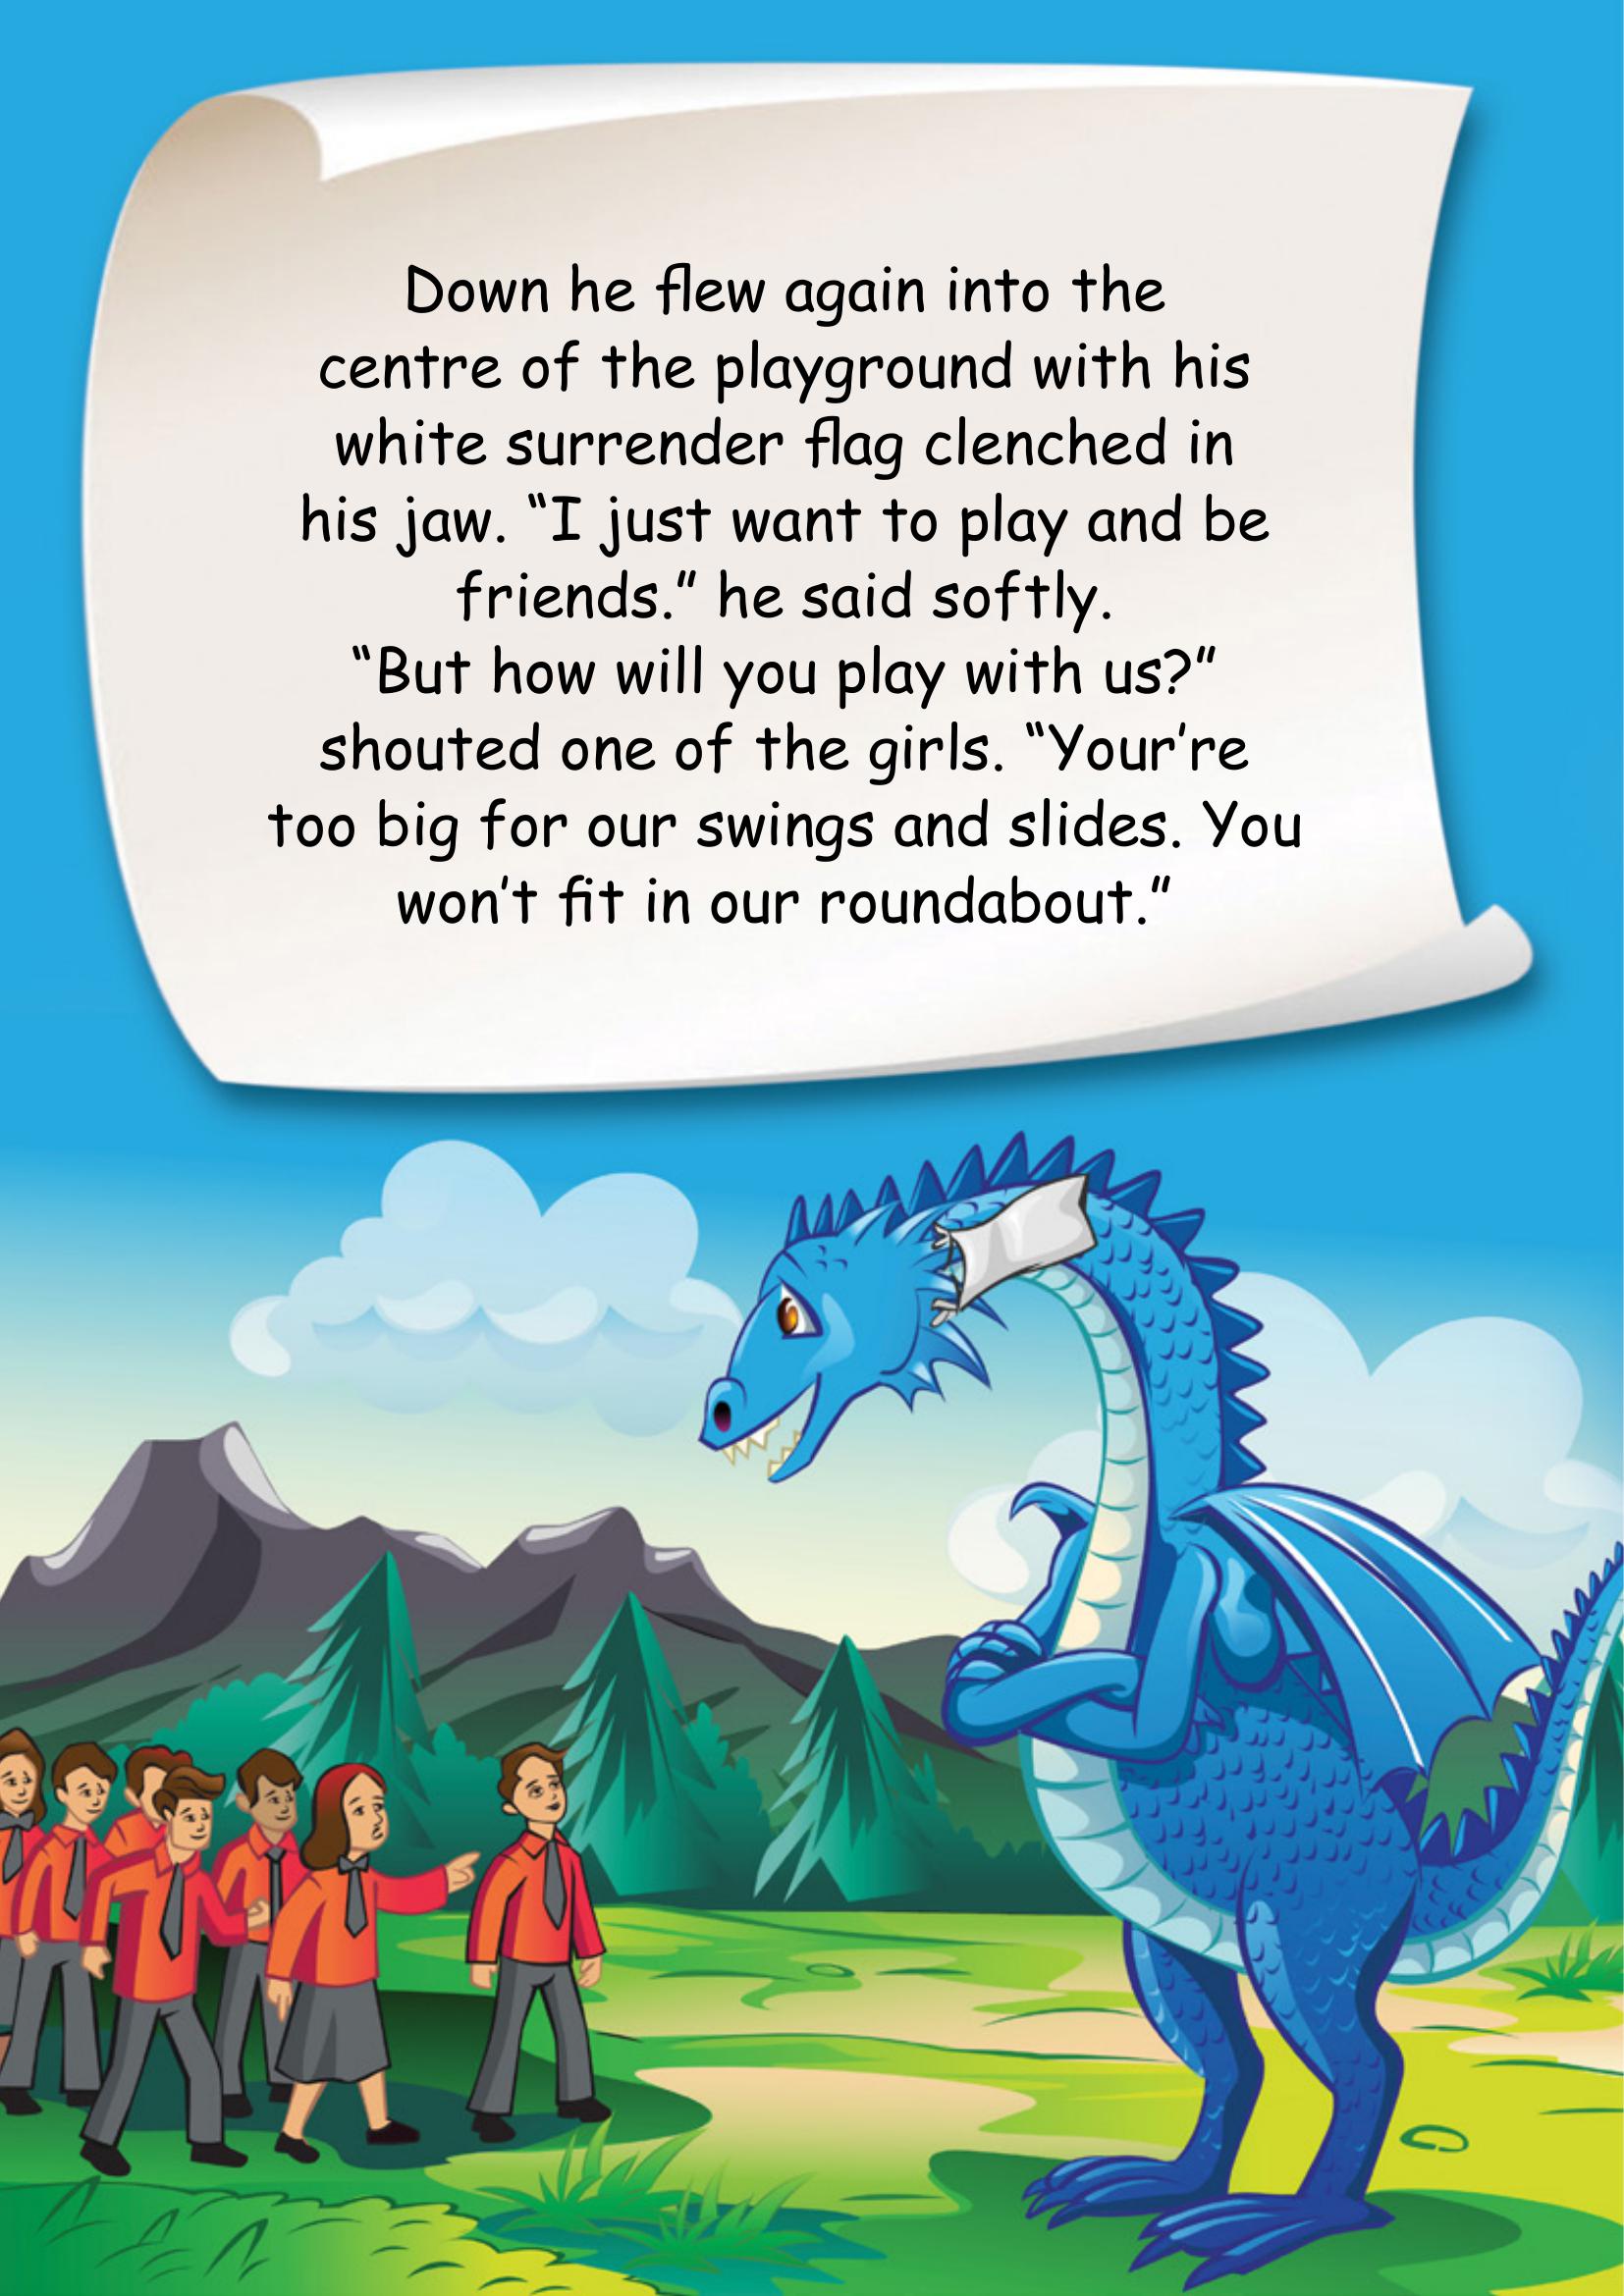 Down he flew again into the
centre of the playground with his
white surrender flag clenched in
his jaw. “I just want to play and be
friends.” he said softly.
“But how will you play with us?”
shouted one of the girls. “Your’re
too big for our swings and slides. You
won’t fit in our roundabout.”